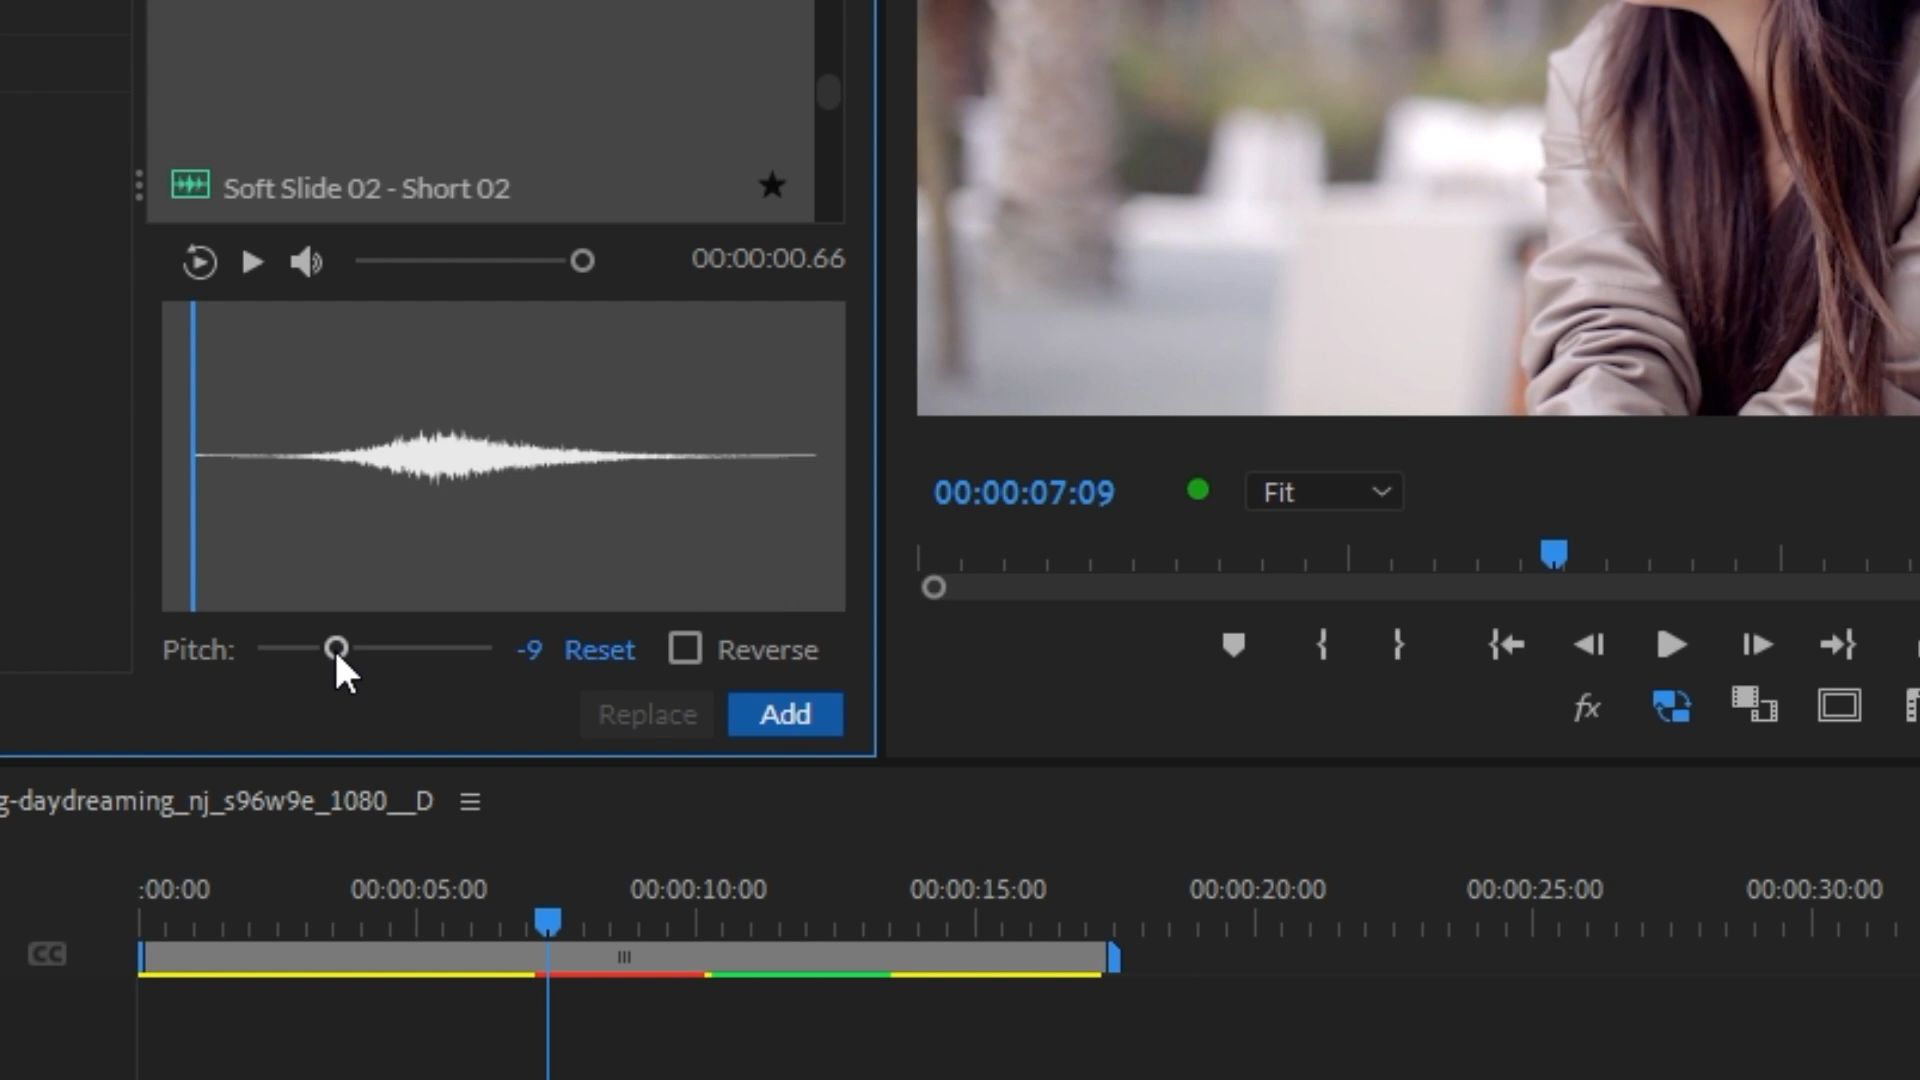 Soft Slide 02 - Short 02
00:00:00.66
Pitch: -9 Reset Reverse
Replace Add
00:00:07:09 Fit
fx
g-daydreaming_nj_s96w9e_1080__D
:00:00 00:00:05:00 00:00:10:00 00:00:15:00 00:00:20:00 00:00:25:00 00:00:30:00
CC